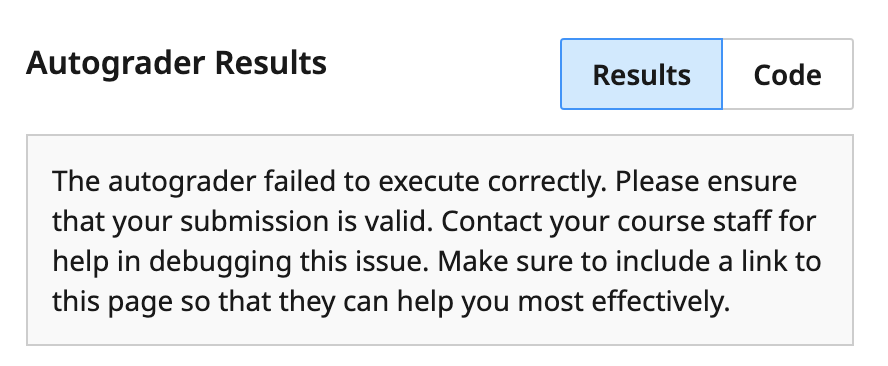 Autograder Results
Results
Code
The autograder failed to execute correctly. Please ensure
that your submission is valid. Contact your course staff for
help in debugging this issue. Make sure to include a link to
this page so that they can help you most effectively.